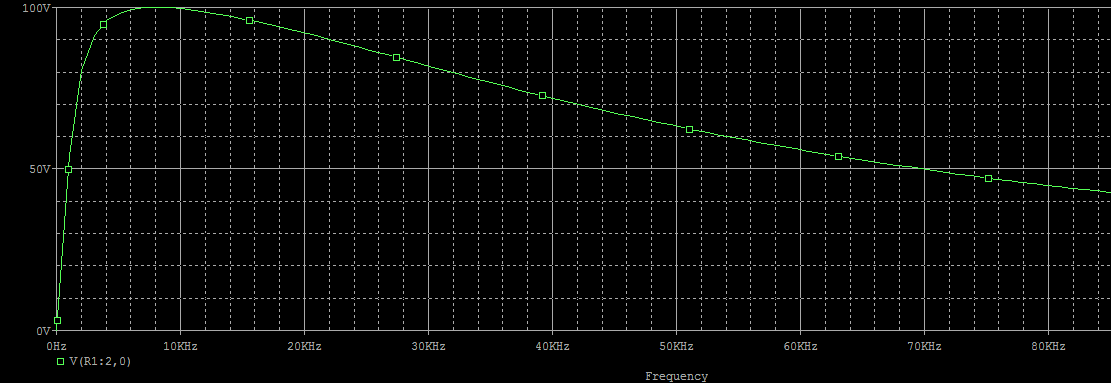 100V
50V
0V
0Hz 10KHz 20KHz 30KHz 40KHz 50KHz 60KHz 70KHz 80KHz
V(R1:2,0)
Frequency